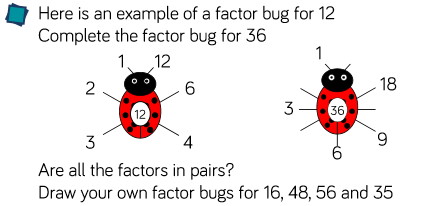 Here is an example of a factor bug for 12
Complete the factor bug for 36
1 12
2 6
12
3 4
1
18
3 36
9
6
Are all the factors in pairs?
Draw your own factor bugs for 16, 48, 56 and 35